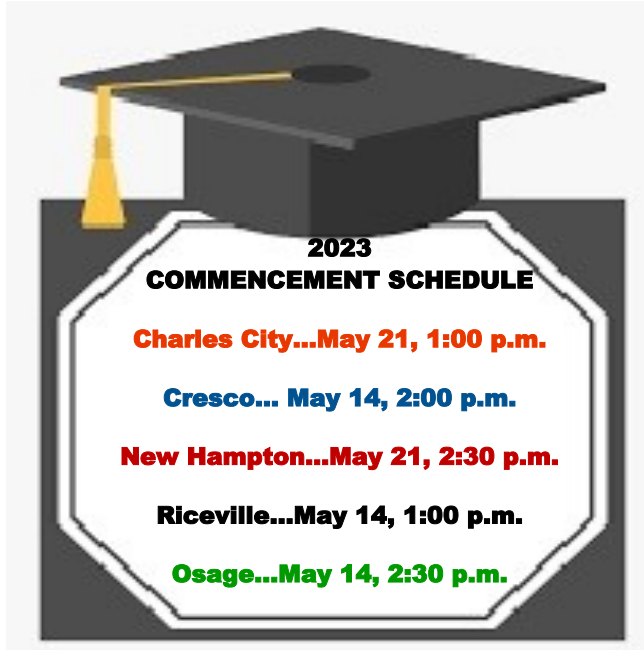 2023
COMMENCEMENT SCHEDULE
Charles City...May 21, 1:00 p.m.
Cresco... May 14, 2:00 p.m.
New Hampton...May 21, 2:30 p.m.
Riceville...May 14, 1:00 p.m.
Osage...May 14, 2:30 p.m.